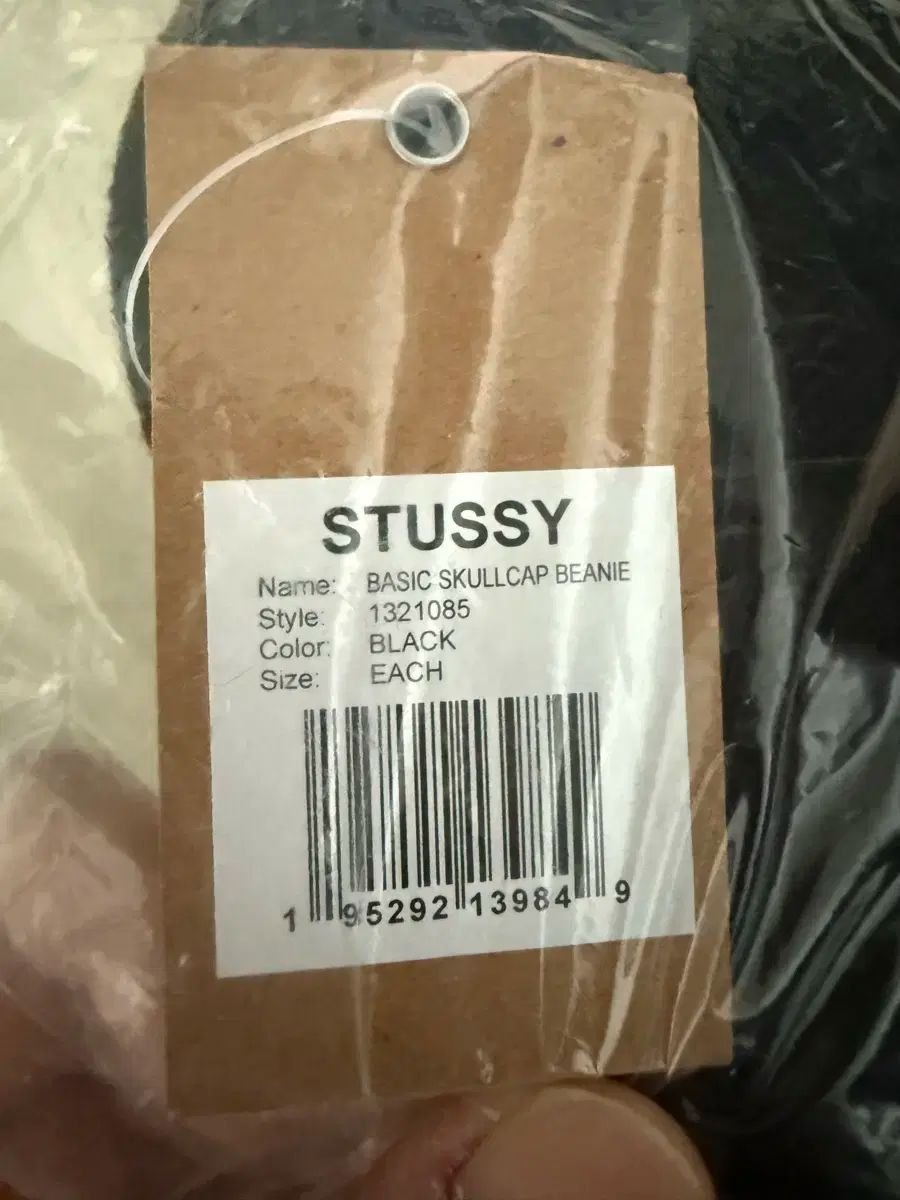 STUSSY
Name: BASIC SKULLCAP BEANIE
Style: 1321085
Color: BLACK
Size: EACH
1 95292 13984 9